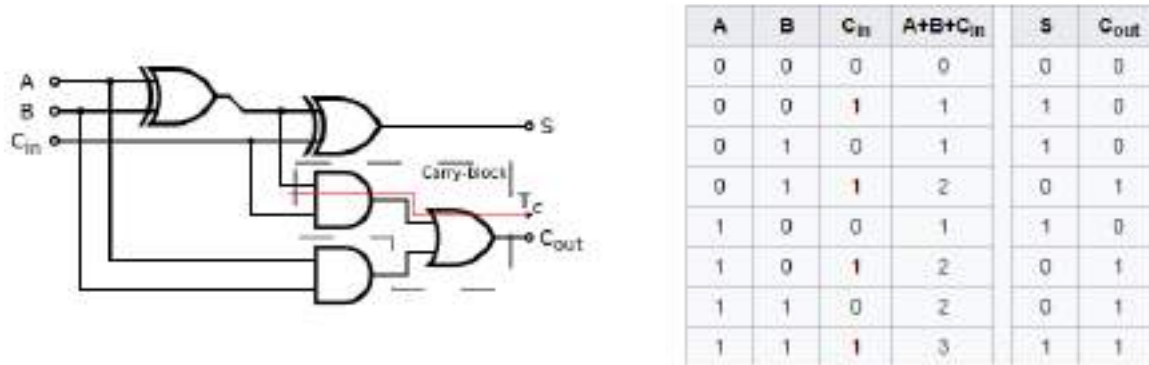 A
B
Cin
S
Carry-block
Tc
Cout
A B Cin A+B+Cin S Cout
0 0 0 0 0 0
0 0 1 1 1 0
0 1 0 1 1 0
0 1 1 2 0 1
1 0 0 1 1 0
1 0 1 2 0 1
1 1 0 2 0 1
1 1 1 3 1 1